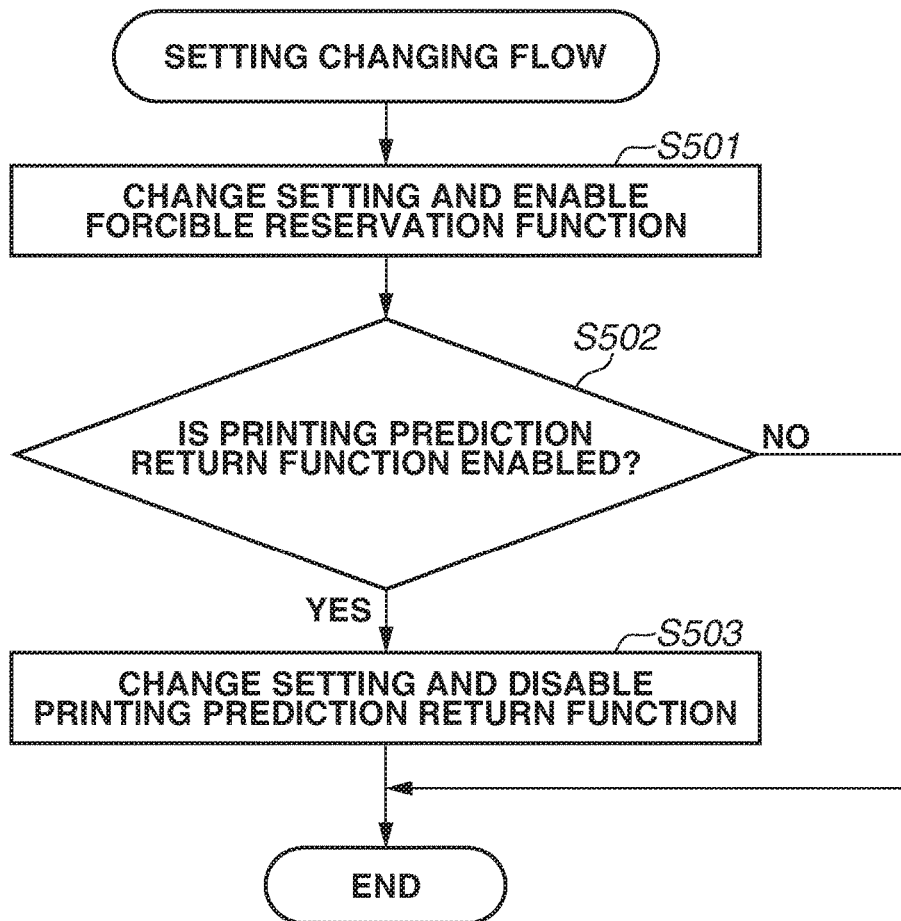 SETTING CHANGING FLOW
S501
CHANGE SETTING AND ENABLE
FORCIBLE RESERVATION FUNCTION
S502
IS PRINTING PREDICTION
RETURN FUNCTION ENABLED?
NO
YES
S503
CHANGE SETTING AND DISABLE
PRINTING PREDICTION RETURN FUNCTION
END